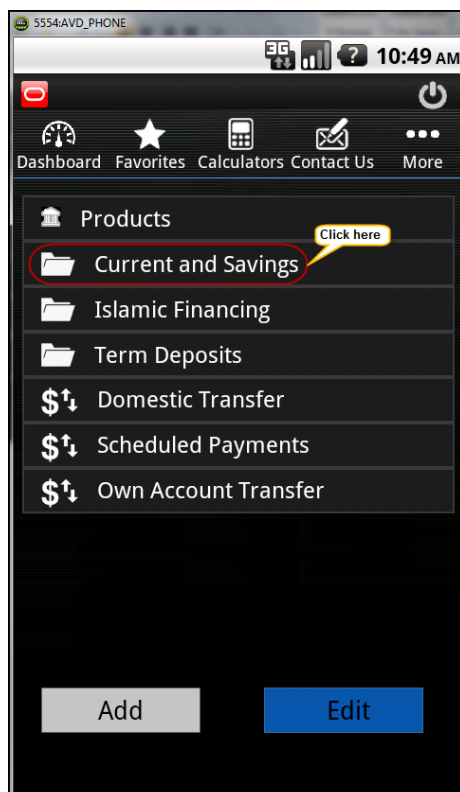 5554:AVD_PHONE
3G 10:49 AM
Dashboard Favorites Calculators Contact Us More
Products
Click here
Current and Savings
Islamic Financing
Term Deposits
Domestic Transfer
Scheduled Payments
Own Account Transfer
Add Edit